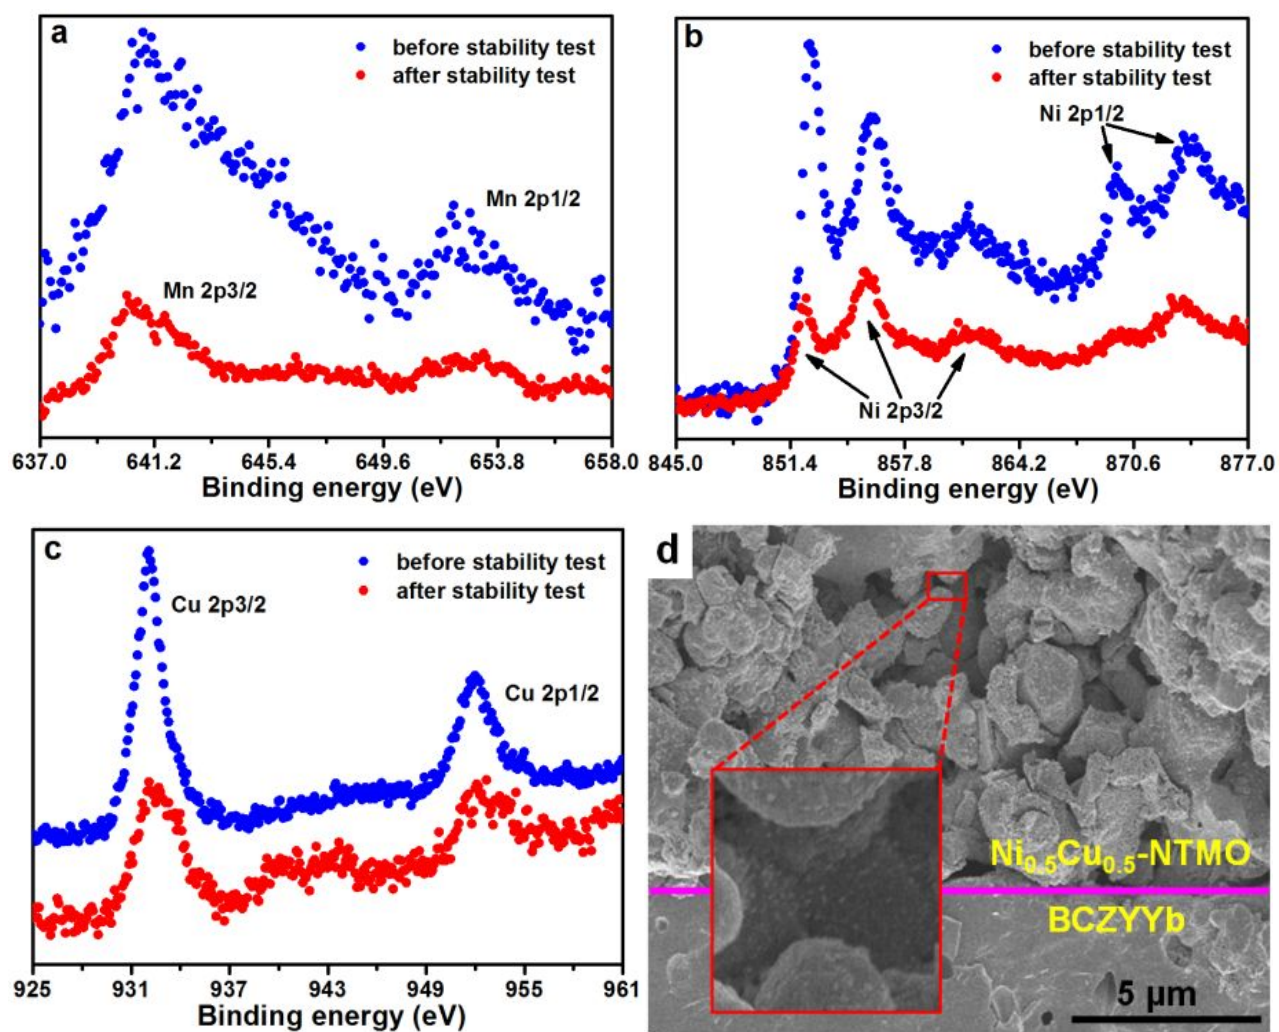 a
before stability test
after stability test
Mn 2p1/2
Mn 2p3/2
637.0 641.2 645.4 649.6 653.8 658.0
Binding energy (eV)
b
before stability test
after stability test
Ni 2p1/2
Ni 2p3/2
845.0 851.4 857.8 864.2 870.6 877.0
Binding energy (eV)
c
before stability test
after stability test
Cu 2p3/2
Cu 2p1/2
925 931 937 943 949 955 961
Binding energy (eV)
d
Ni0.5Cu0.5-NTMO
BCZYYb
5 μm